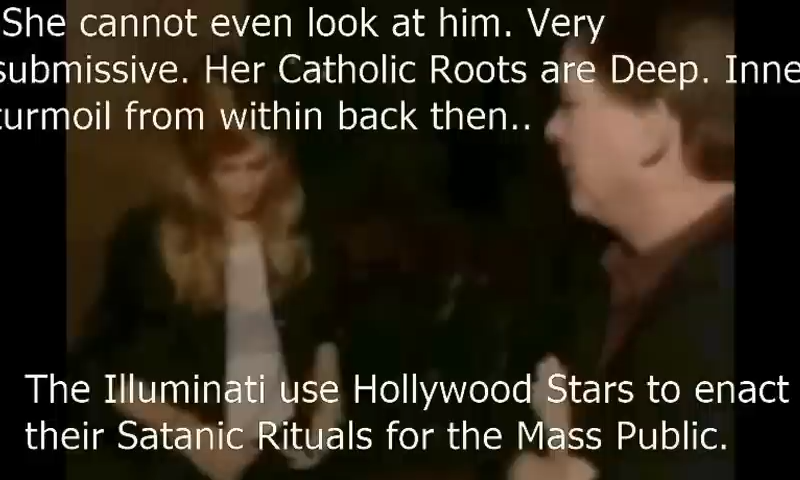 She cannot even look at him. Very
submissive. Her Catholic Roots are Deep. Inne
turmoil from within back then..
The Illuminati use Hollywood Stars to enact
their Satanic Rituals for the Mass Public.